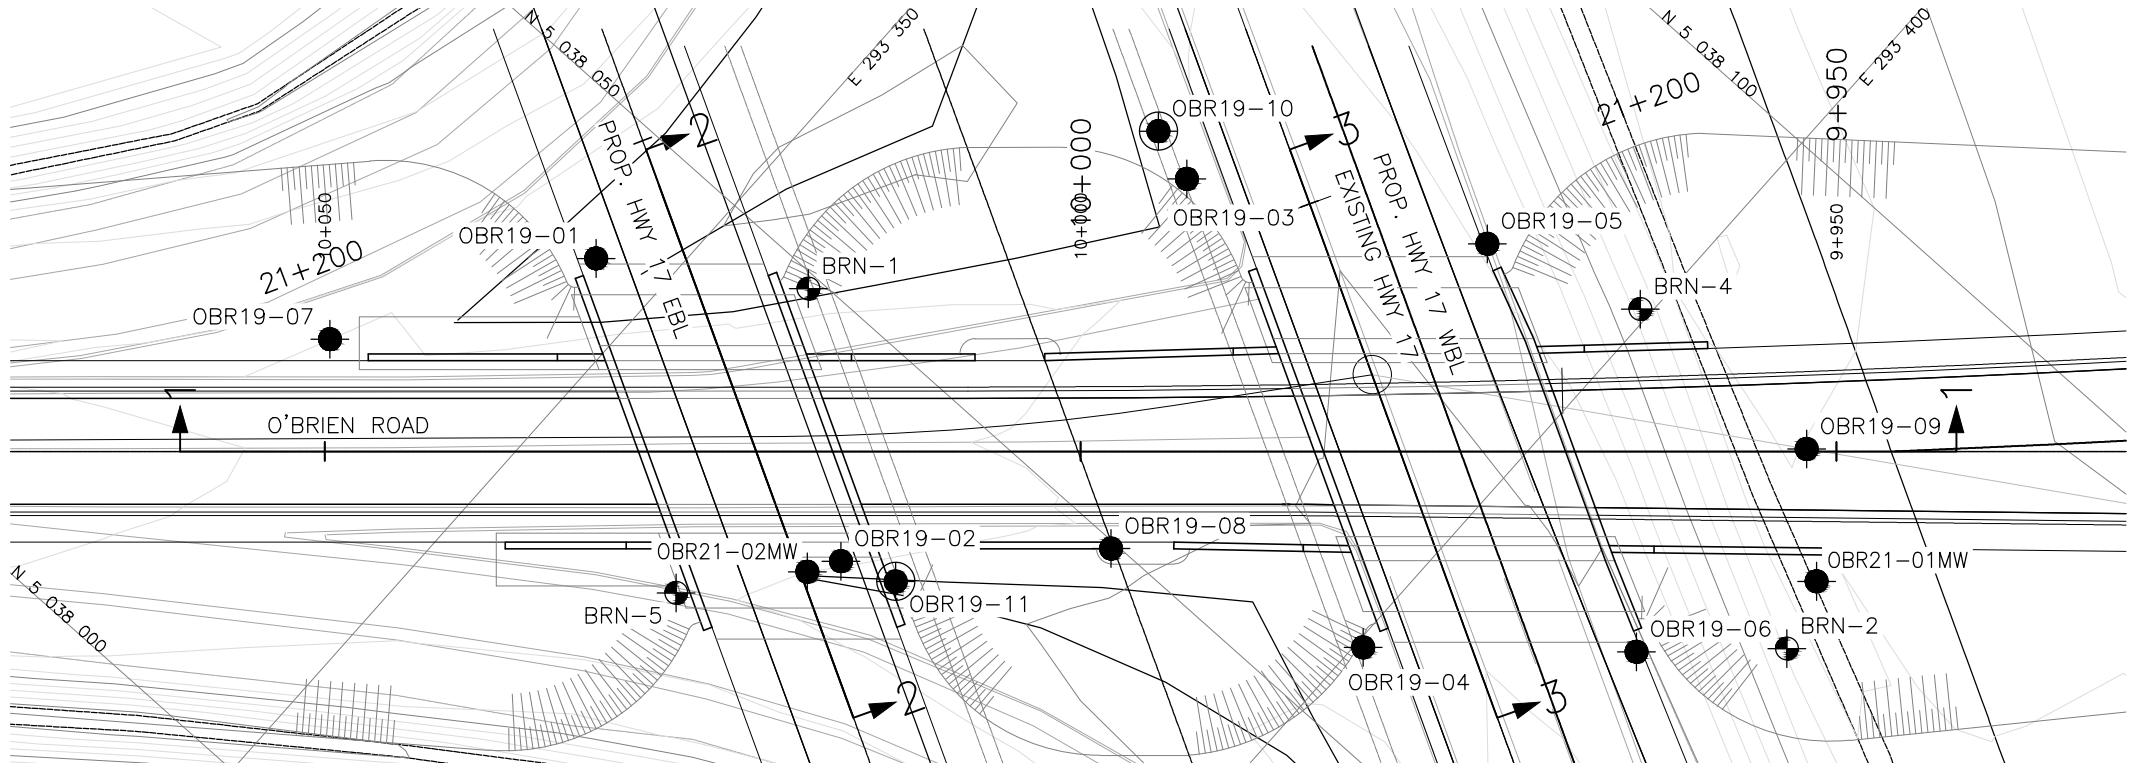 N 5 038 050
E 293 350
N 5 038 100
E 293 400
9+950
21+200
OBR19-10
2
3
PROP. HWY 17 EBL
10+000
PROP. HWY 17 WBL
EXISTING HWY 17
OBR19-03
OBR19-05
10+050
OBR19-01
10+000
9+950
21+200
BRN-1
BRN-4
OBR19-07
1
O'BRIEN ROAD
1
OBR19-09
OBR19-08
OBR19-02
OBR21-02MW
OBR21-01MW
N 5 038 000
BRN-5
OBR19-11
OBR19-06
BRN-2
OBR19-04
2
3